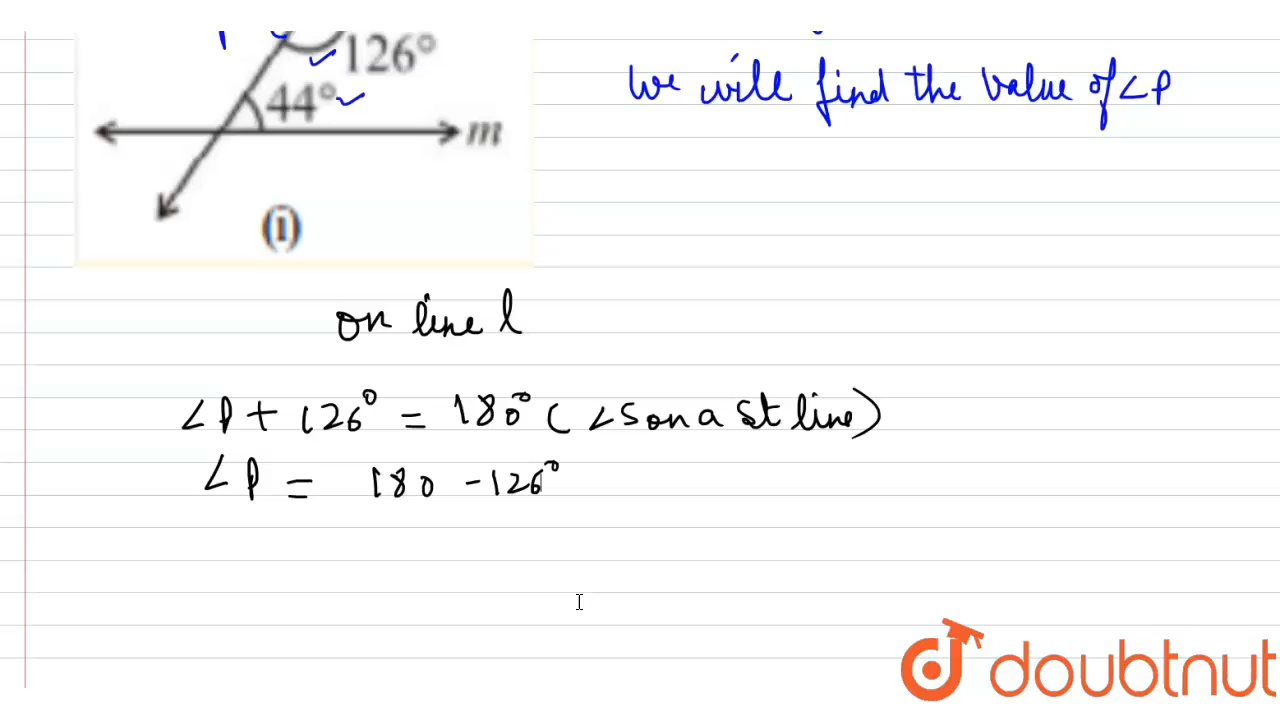 126°
We will find the value of ∠P
44°
m
(i)
on line l
∠P + 126° = 180° (∠S on a St line)
∠P = 180 - 126°
doubtnut